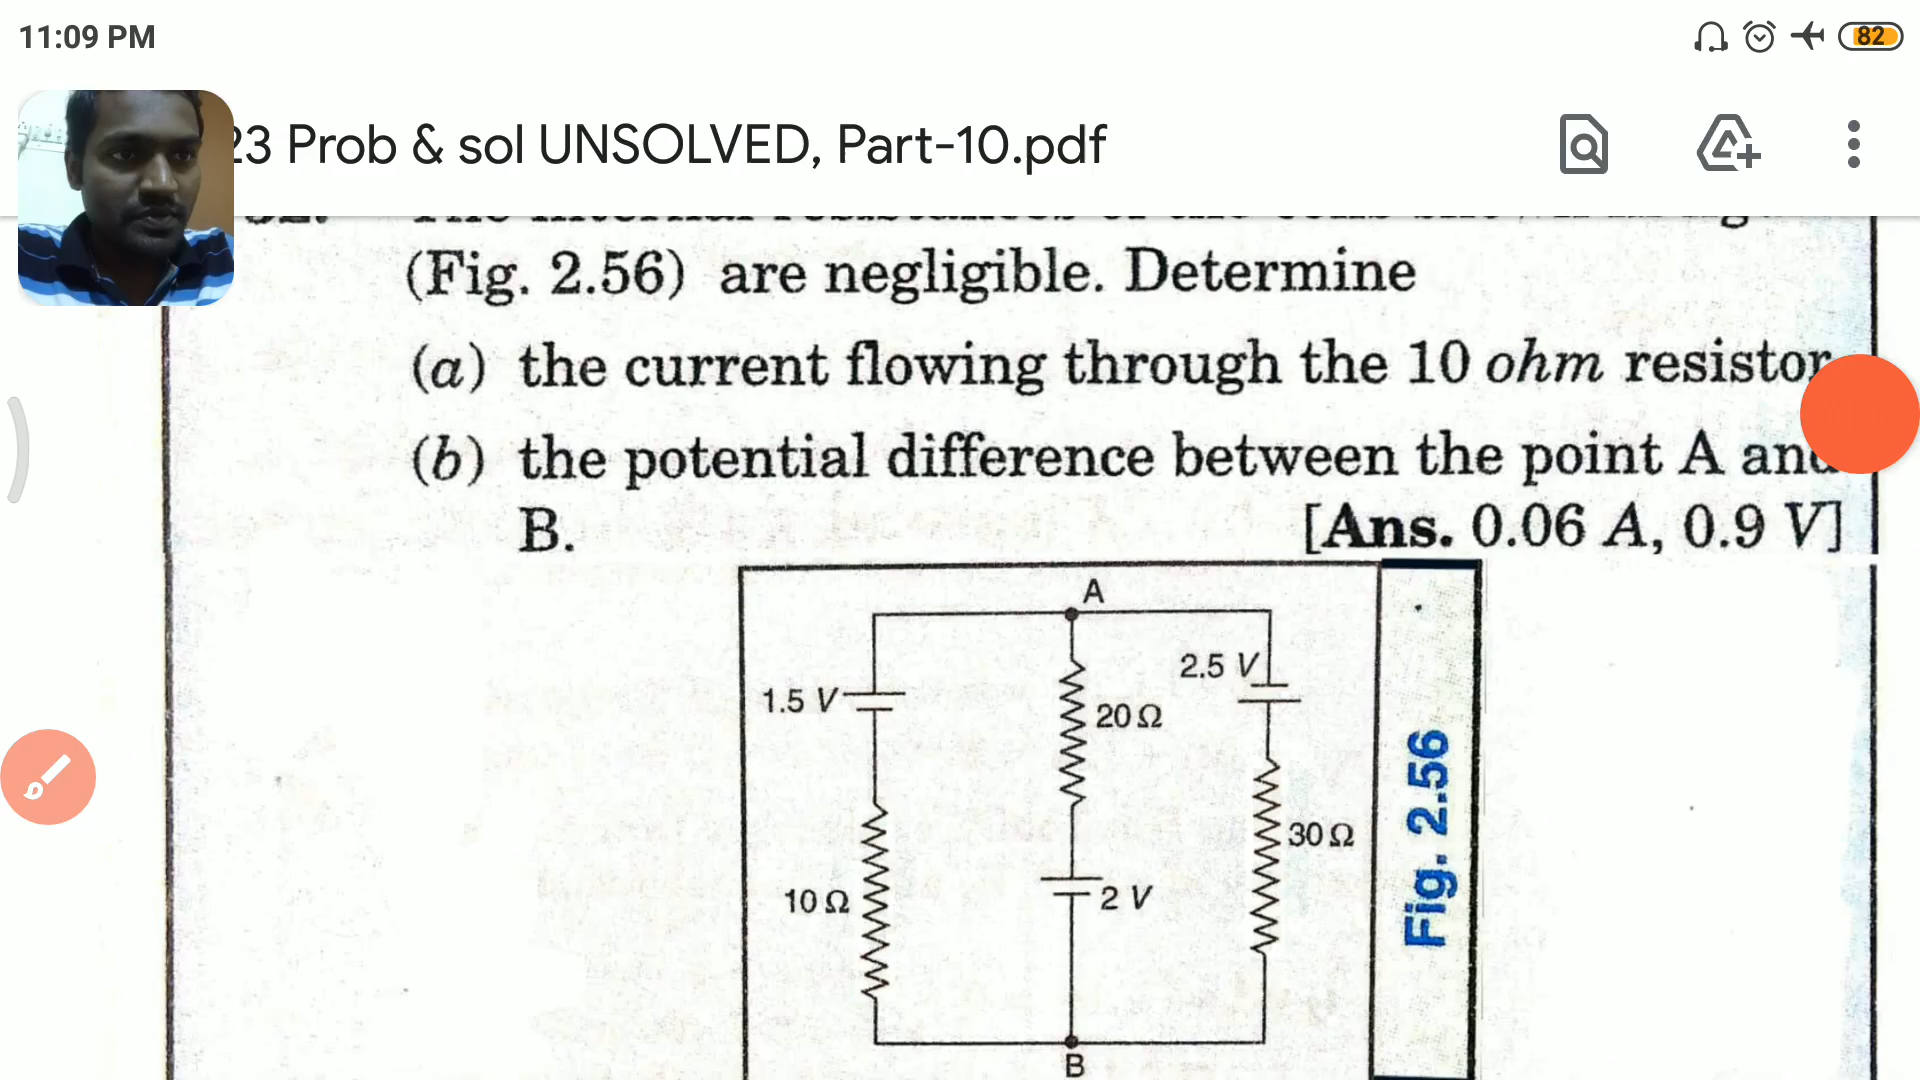 11:09 PM
82
23 Prob & sol UNSOLVED, Part-10.pdf
(Fig. 2.56) are negligible. Determine
(a) the current flowing through the 10 ohm resistor
(b) the potential difference between the point A and
B. [Ans. 0.06 A, 0.9 V]
A
1.5 V
20 Ω
2.5 V
10 Ω
2 V
30 Ω
B
Fig. 2.56